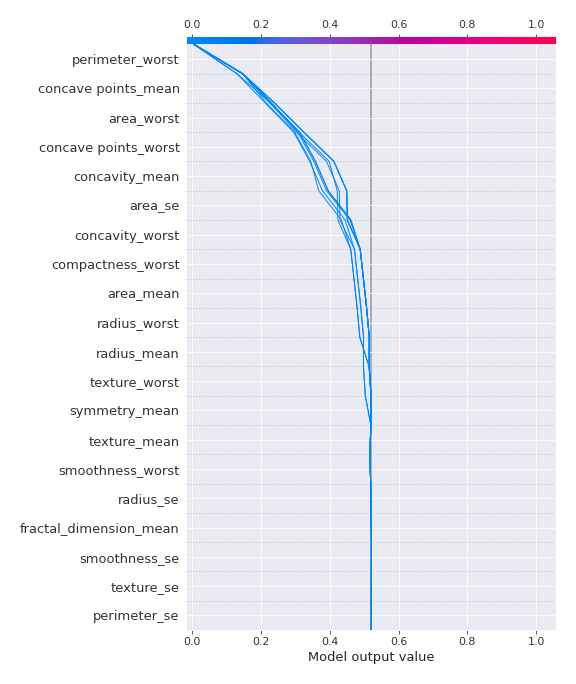 0.0 0.2 0.4 0.6 0.8 1.0
perimeter_worst
concave points_mean
area_worst
concave points_worst
concavity_mean
area_se
concavity_worst
compactness_worst
area_mean
radius_worst
radius_mean
texture_worst
symmetry_mean
texture_mean
smoothness_worst
radius_se
fractal_dimension_mean
smoothness_se
texture_se
perimeter_se
0.0 0.2 0.4 0.6 0.8 1.0
Model output value